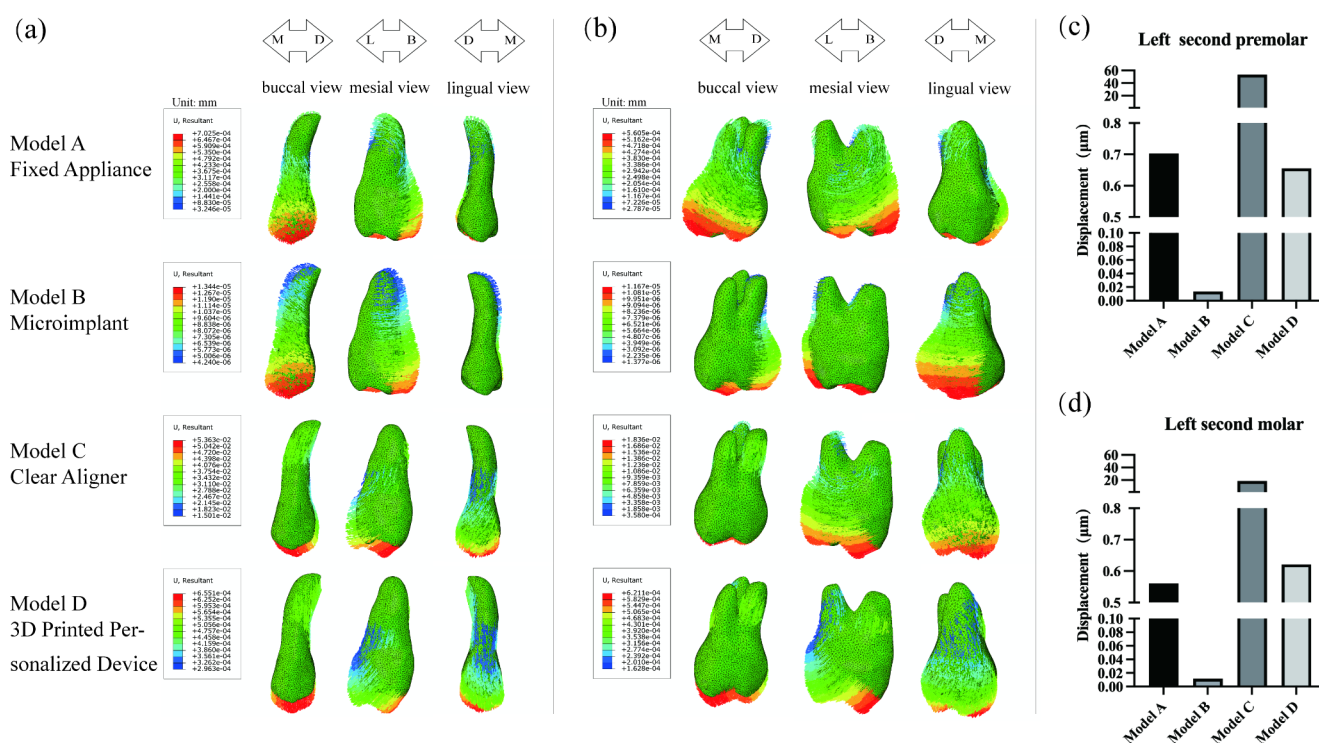 (a)
M D
L B
D M
buccal view mesial view lingual view
Unit: mm
Model A
Fixed Appliance
U, Resultant
+7.025e-04
+6.467e-04
+5.909e-04
+5.350e-04
+4.792e-04
+4.233e-04
+3.675e-04
+3.117e-04
+2.558e-04
+2.000e-04
+1.441e-04
+8.830e-05
+3.246e-05
Model B
Microimplant
U, Resultant
+1.344e-05
+1.267e-05
+1.190e-05
+1.114e-05
+1.037e-05
+9.604e-06
+8.838e-06
+8.072e-06
+7.305e-06
+6.539e-06
+5.773e-06
+5.006e-06
+4.240e-06
Model C
Clear Aligner
U, Resultant
+5.363e-02
+5.042e-02
+4.720e-02
+4.398e-02
+4.076e-02
+3.754e-02
+3.432e-02
+3.110e-02
+2.788e-02
+2.467e-02
+2.145e-02
+1.823e-02
+1.501e-02
Model D
3D Printed Per-
sonalized Device
U, Resultant
+6.551e-04
+6.252e-04
+5.953e-04
+5.654e-04
+5.355e-04
+5.056e-04
+4.757e-04
+4.458e-04
+4.159e-04
+3.860e-04
+3.561e-04
+3.262e-04
+2.963e-04
(b)
M D
L B
D M
buccal view mesial view lingual view
Unit: mm
U, Resultant
+5.605e-04
+5.162e-04
+4.718e-04
+4.274e-04
+3.830e-04
+3.386e-04
+2.942e-04
+2.498e-04
+2.054e-04
+1.610e-04
+1.167e-04
+7.226e-05
+2.787e-05
U, Resultant
+1.167e-05
+1.081e-05
+9.951e-06
+9.094e-06
+8.236e-06
+7.379e-06
+6.521e-06
+5.664e-06
+4.807e-06
+3.949e-06
+3.092e-06
+2.235e-06
+1.377e-06
U, Resultant
+1.836e-02
+1.686e-02
+1.536e-02
+1.386e-02
+1.236e-02
+1.086e-02
+9.359e-03
+7.859e-03
+6.359e-03
+4.858e-03
+3.358e-03
+1.858e-03
+3.580e-04
U, Resultant
+6.211e-04
+5.829e-04
+5.447e-04
+5.065e-04
+4.683e-04
+4.301e-04
+3.920e-04
+3.538e-04
+3.156e-04
+2.774e-04
+2.392e-04
+2.010e-04
+1.628e-04
(c)
Left second premolar
Displacement (μm)
60
40
20
0.8
0.7
0.6
0.5
0.10
0.08
0.06
0.04
0.02
0.00
Model A
Model B
Model C
Model D
(d)
Left second molar
Displacement (μm)
60
40
20
0.7
0.6
0.5
0.10
0.08
0.06
0.04
0.02
0.00
Model A
Model B
Model C
Model D